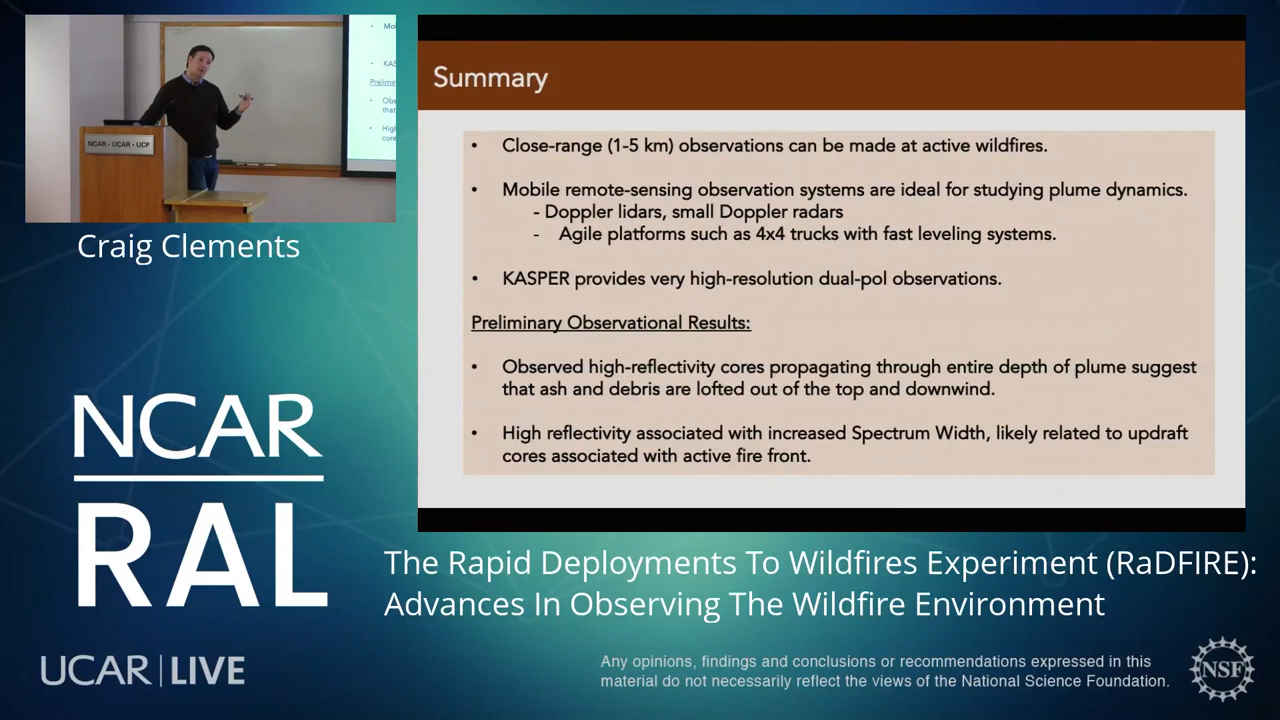 Mo
KAS
Prelimin
Obs
that
High
core
NCAR • UCAR • UCP
Craig Clements
NCAR
RAL
UCAR | LIVE
Summary
• Close-range (1-5 km) observations can be made at active wildfires.
• Mobile remote-sensing observation systems are ideal for studying plume dynamics.
- Doppler lidars, small Doppler radars
- Agile platforms such as 4x4 trucks with fast leveling systems.
• KASPER provides very high-resolution dual-pol observations.
Preliminary Observational Results:
• Observed high-reflectivity cores propagating through entire depth of plume suggest
that ash and debris are lofted out of the top and downwind.
• High reflectivity associated with increased Spectrum Width, likely related to updraft
cores associated with active fire front.
The Rapid Deployments To Wildfires Experiment (RaDFIRE):
Advances In Observing The Wildfire Environment
Any opinions, findings and conclusions or recommendations expressed in this
material do not necessarily reflect the views of the National Science Foundation.
NSF